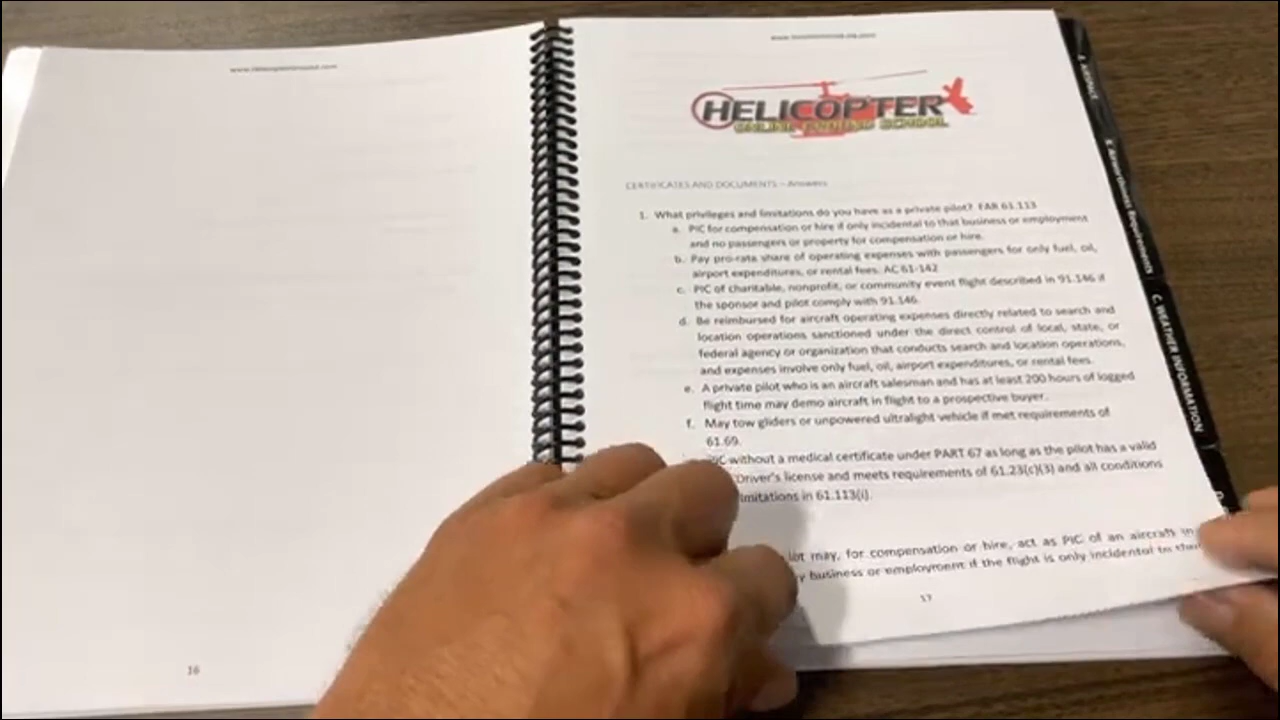 16
HELICOPTER
ONLINE GROUND SCHOOL
CERTIFICATES AND DOCUMENTS – Answers
1. What privileges and limitations do you have as a private pilot? FAR 61.113
a. PIC for compensation or hire if only incidental to that business or employment
and no passengers or property for compensation or hire.
b. Pay pro-rata share of operating expenses with passengers for only fuel, oil,
airport expenditures, or rental fees. AC 61-142
c. PIC of charitable, nonprofit, or community event flight described in 91.146 if
the sponsor and pilot comply with 91.146.
d. Be reimbursed for aircraft operating expenses directly related to search and
location operations sanctioned under the direct control of local, state, or
federal agency or organization that conducts search and location operations,
and expenses involve only fuel, oil, airport expenditures, or rental fees.
e. A private pilot who is an aircraft salesman and has at least 200 hours of logged
flight time may demo aircraft in flight to a prospective buyer.
f. May tow gliders or unpowered ultralight vehicle if met requirements of
61.69.
PIC without a medical certificate under PART 67 as long as the pilot has a valid
Driver's license and meets requirements of 61.23(c)(3) and all conditions
limitations in 61.113(i).
may, for compensation or hire, act as PIC of an aircraft in
business or employment if the flight is only incidental to that
17
Airworthiness Requirements
C. WEATHER INFORMATION
D.